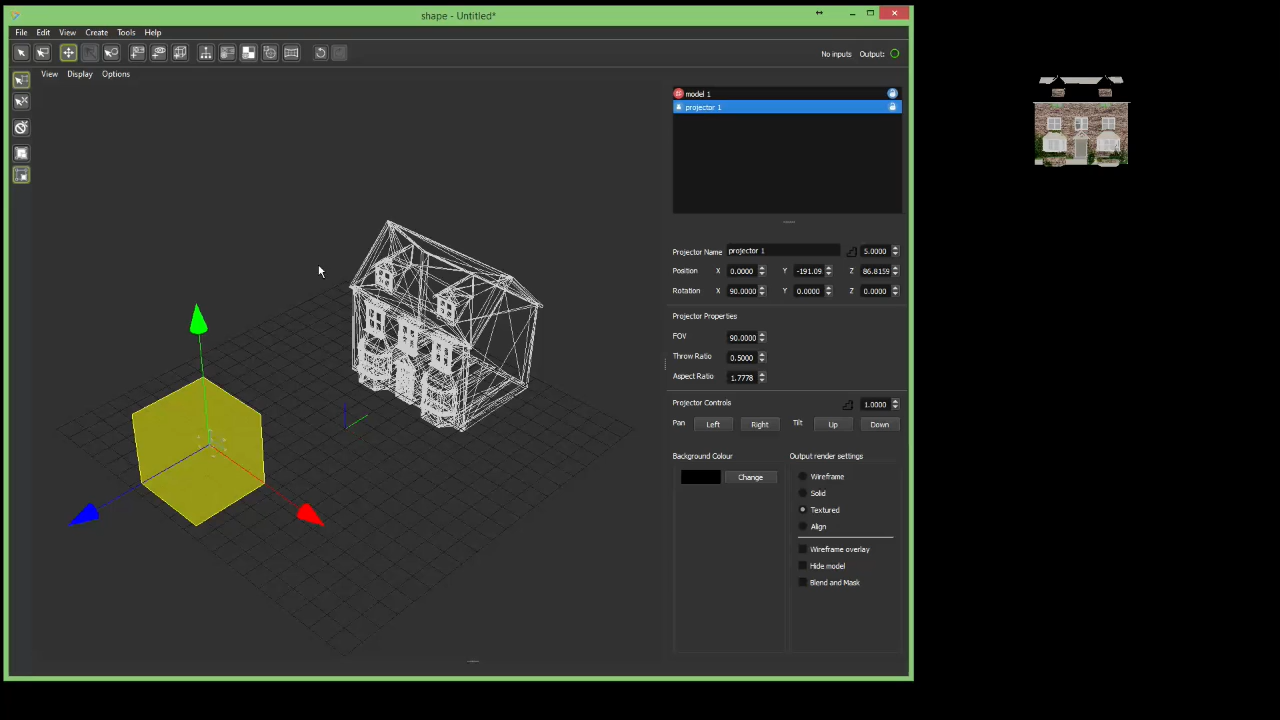 shape - Untitled*
File Edit View Create Tools Help
No inputs Output:
View Display Options
model 1
projector 1
Projector Name projector 1 5.0000
Position X 0.0000 Y -191.09 Z 86.8159
Rotation X 90.0000 Y 0.0000 Z 0.0000
Projector Properties
FOV 90.0000
Throw Ratio 0.5000
Aspect Ratio 1.7778
Projector Controls 1.0000
Pan Left Right Tilt Up Down
Background Colour Output render settings
Change Wireframe
Solid
Textured
Align
Wireframe overlay
Hide model
Blend and Mask